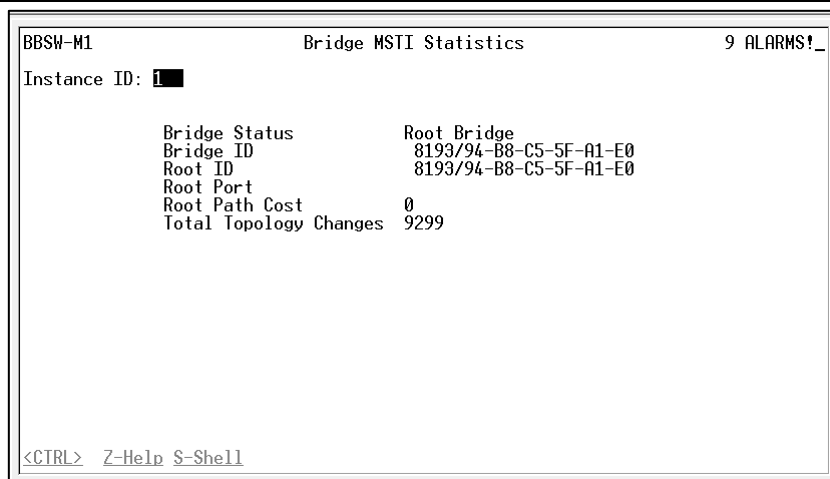 BBSW-M1 Bridge MSTI Statistics 9 ALARMS!_
Instance ID: 1
Bridge Status Root Bridge
Bridge ID 8193/94-B8-C5-5F-A1-E0
Root ID 8193/94-B8-C5-5F-A1-E0
Root Port
Root Path Cost 0
Total Topology Changes 9299
<CTRL> Z-Help S-Shell